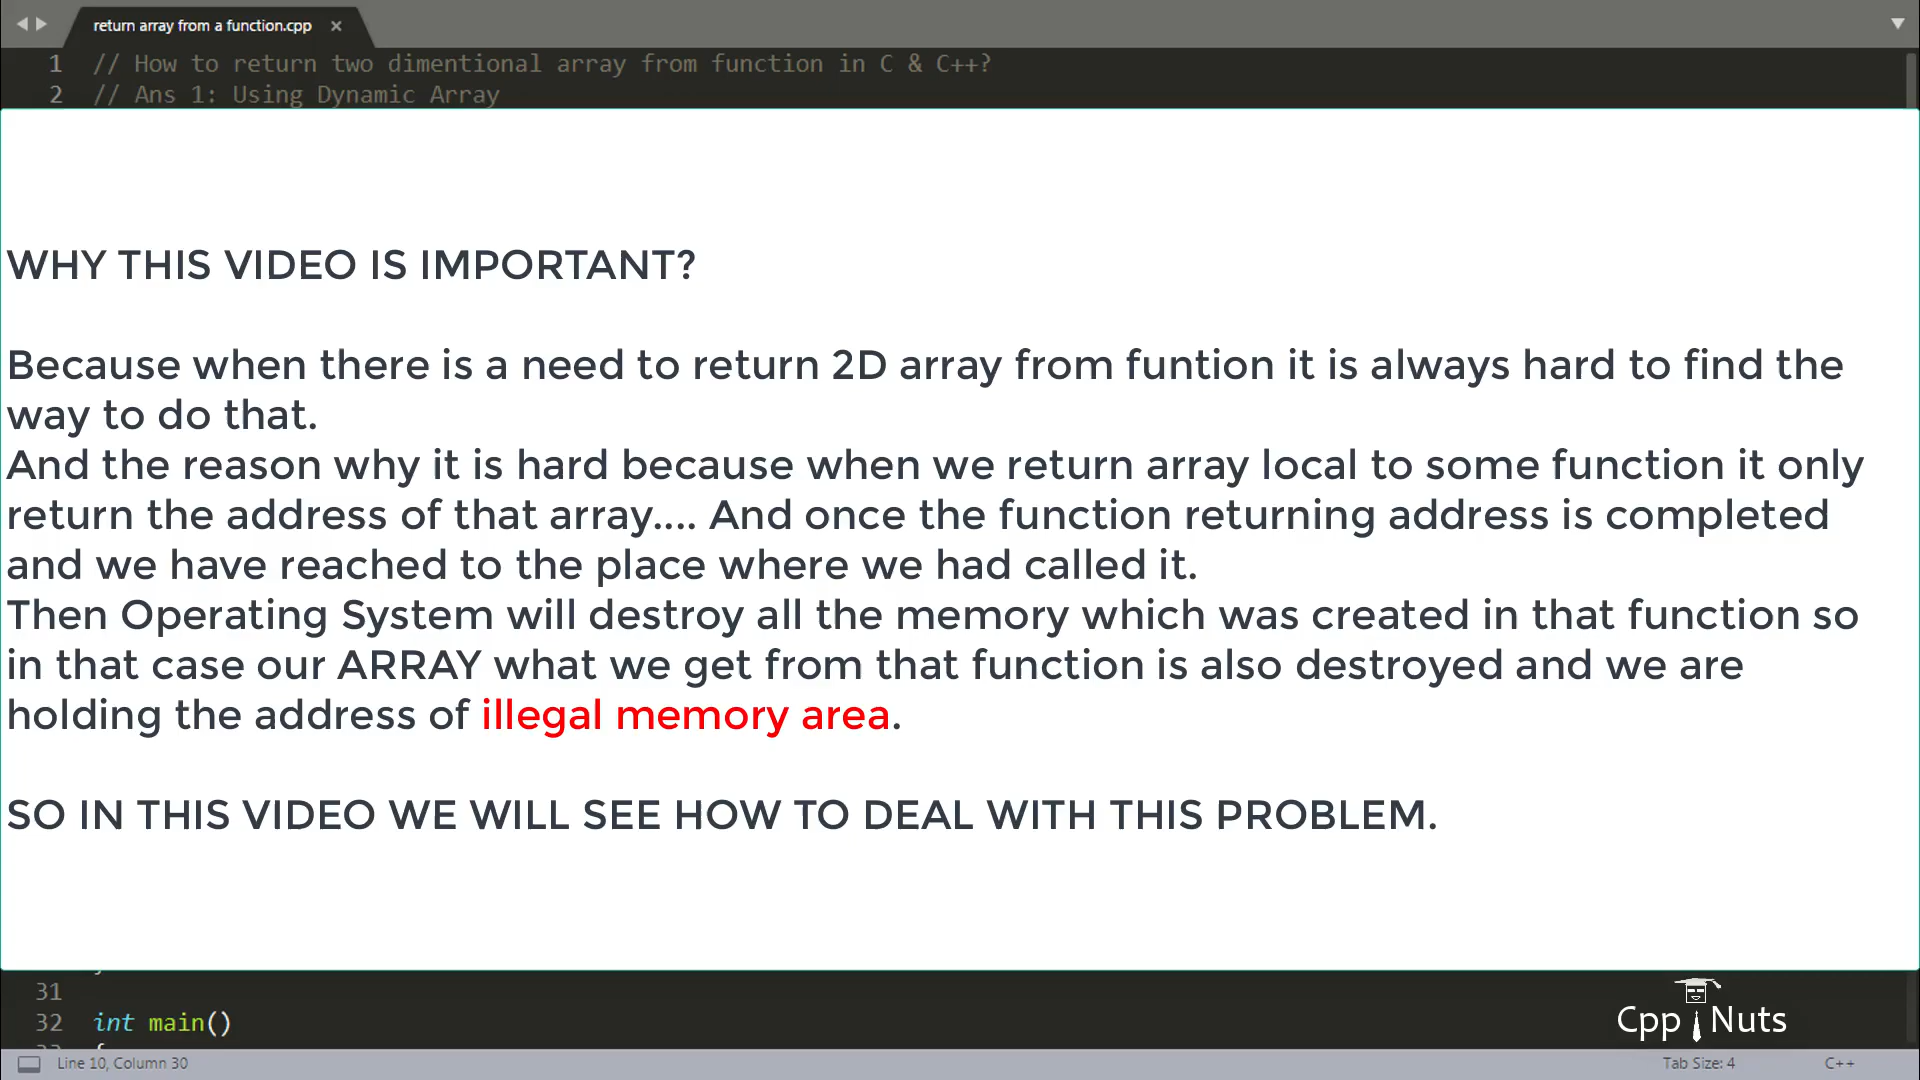 return array from a function.cpp ×
1 // How to return two dimentional array from function in C & C++?
2 // Ans 1: Using Dynamic Array
WHY THIS VIDEO IS IMPORTANT?
Because when there is a need to return 2D array from funtion it is always hard to find the
way to do that.
And the reason why it is hard because when we return array local to some function it only
return the address of that array.... And once the function returning address is completed
and we have reached to the place where we had called it.
Then Operating System will destroy all the memory which was created in that function so
in that case our ARRAY what we get from that function is also destroyed and we are
holding the address of illegal memory area.
SO IN THIS VIDEO WE WILL SEE HOW TO DEAL WITH THIS PROBLEM.
31
32 int main()
Cpp Nuts
Line 10, Column 30
Tab Size: 4
C++